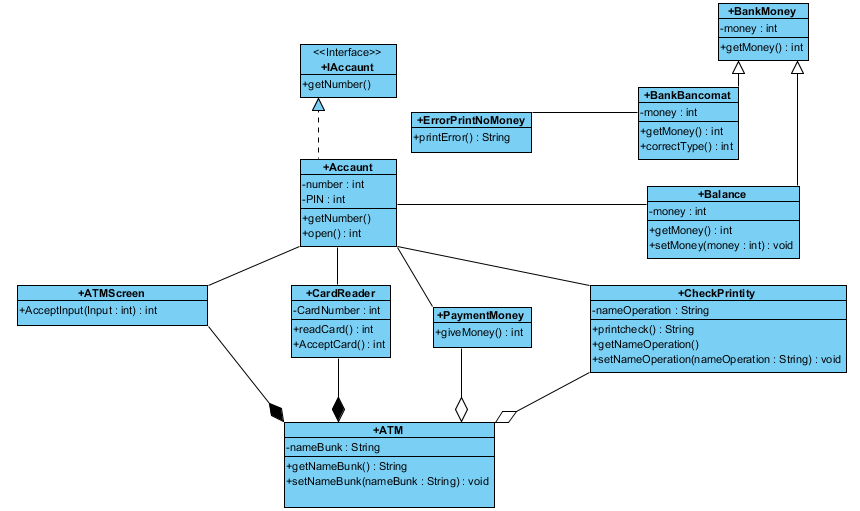 +BankMoney
-money : int
+getMoney() : int
<<Interface>>
+IAccaunt
+getNumber()
+BankBancomat
-money : int
+getMoney() : int
+correctType() : int
+ErrorPrintNoMoney
+printError() : String
+Accaunt
-number : int
-PIN : int
+getNumber()
+open() : int
+Balance
-money : int
+getMoney() : int
+setMoney(money : int) : void
+ATMScreen
+AcceptInput(Input : int) : int
+CardReader
-CardNumber : int
+readCard() : int
+AcceptCard() : int
+PaymentMoney
+giveMoney() : int
+CheckPrintity
-nameOperation : String
+printcheck() : String
+getNameOperation()
+setNameOperation(nameOperation : String) : void
+ATM
-nameBunk : String
+getNameBunk() : String
+setNameBunk(nameBunk : String) : void